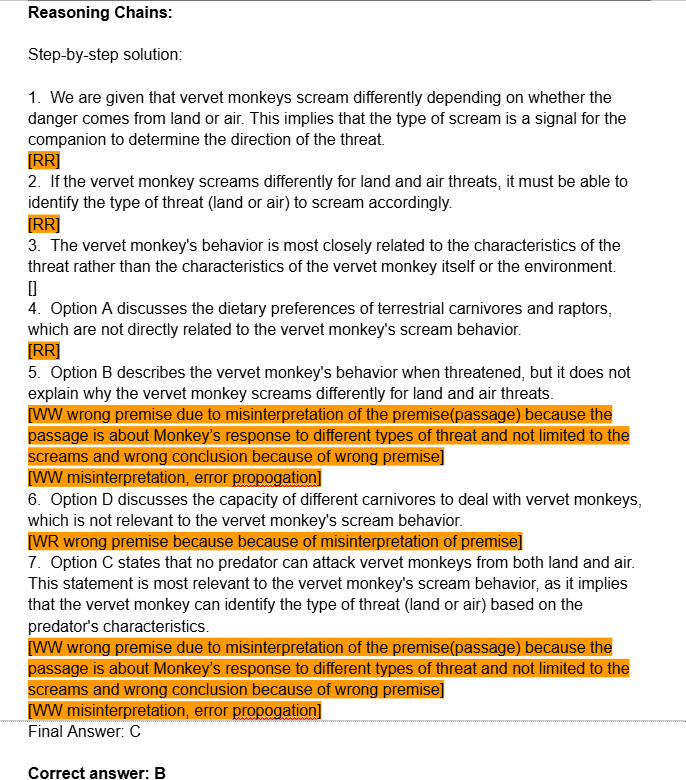 Reasoning Chains:
Step-by-step solution:
1. We are given that vervet monkeys scream differently depending on whether the
danger comes from land or air. This implies that the type of scream is a signal for the
companion to determine the direction of the threat.
[RR]
2. If the vervet monkey screams differently for land and air threats, it must be able to
identify the type of threat (land or air) to scream accordingly.
[RR]
3. The vervet monkey's behavior is most closely related to the characteristics of the
threat rather than the characteristics of the vervet monkey itself or the environment.
[]
4. Option A discusses the dietary preferences of terrestrial carnivores and raptors,
which are not directly related to the vervet monkey's scream behavior.
[RR]
5. Option B describes the vervet monkey's behavior when threatened, but it does not
explain why the vervet monkey screams differently for land and air threats.
[WW wrong premise due to misinterpretation of the premise(passage) because the
passage is about Monkey's response to different types of threat and not limited to the
screams and wrong conclusion because of wrong premise]
[WW misinterpretation, error propogation]
6. Option D discusses the capacity of different carnivores to deal with vervet monkeys,
which is not relevant to the vervet monkey's scream behavior.
[WR wrong premise because because of misinterpretation of premise]
7. Option C states that no predator can attack vervet monkeys from both land and air.
This statement is most relevant to the vervet monkey's scream behavior, as it implies
that the vervet monkey can identify the type of threat (land or air) based on the
predator's characteristics.
[WW wrong premise due to misinterpretation of the premise(passage) because the
passage is about Monkey's response to different types of threat and not limited to the
screams and wrong conclusion because of wrong premise]
[WW misinterpretation, error propogation]
Final Answer: C
Correct answer: B